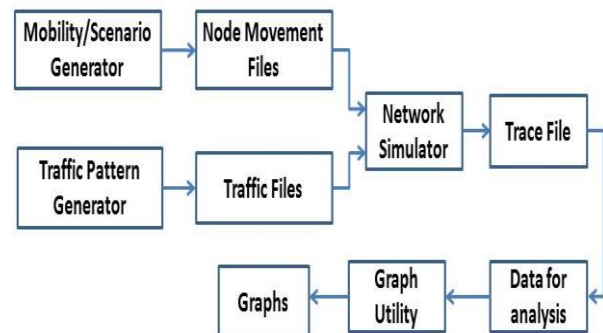 Mobility/Scenario
Generator
Node Movement
Files
Network
Simulator
Trace File
Traffic Pattern
Generator
Traffic Files
Graphs
Graph
Utility
Data for
analysis